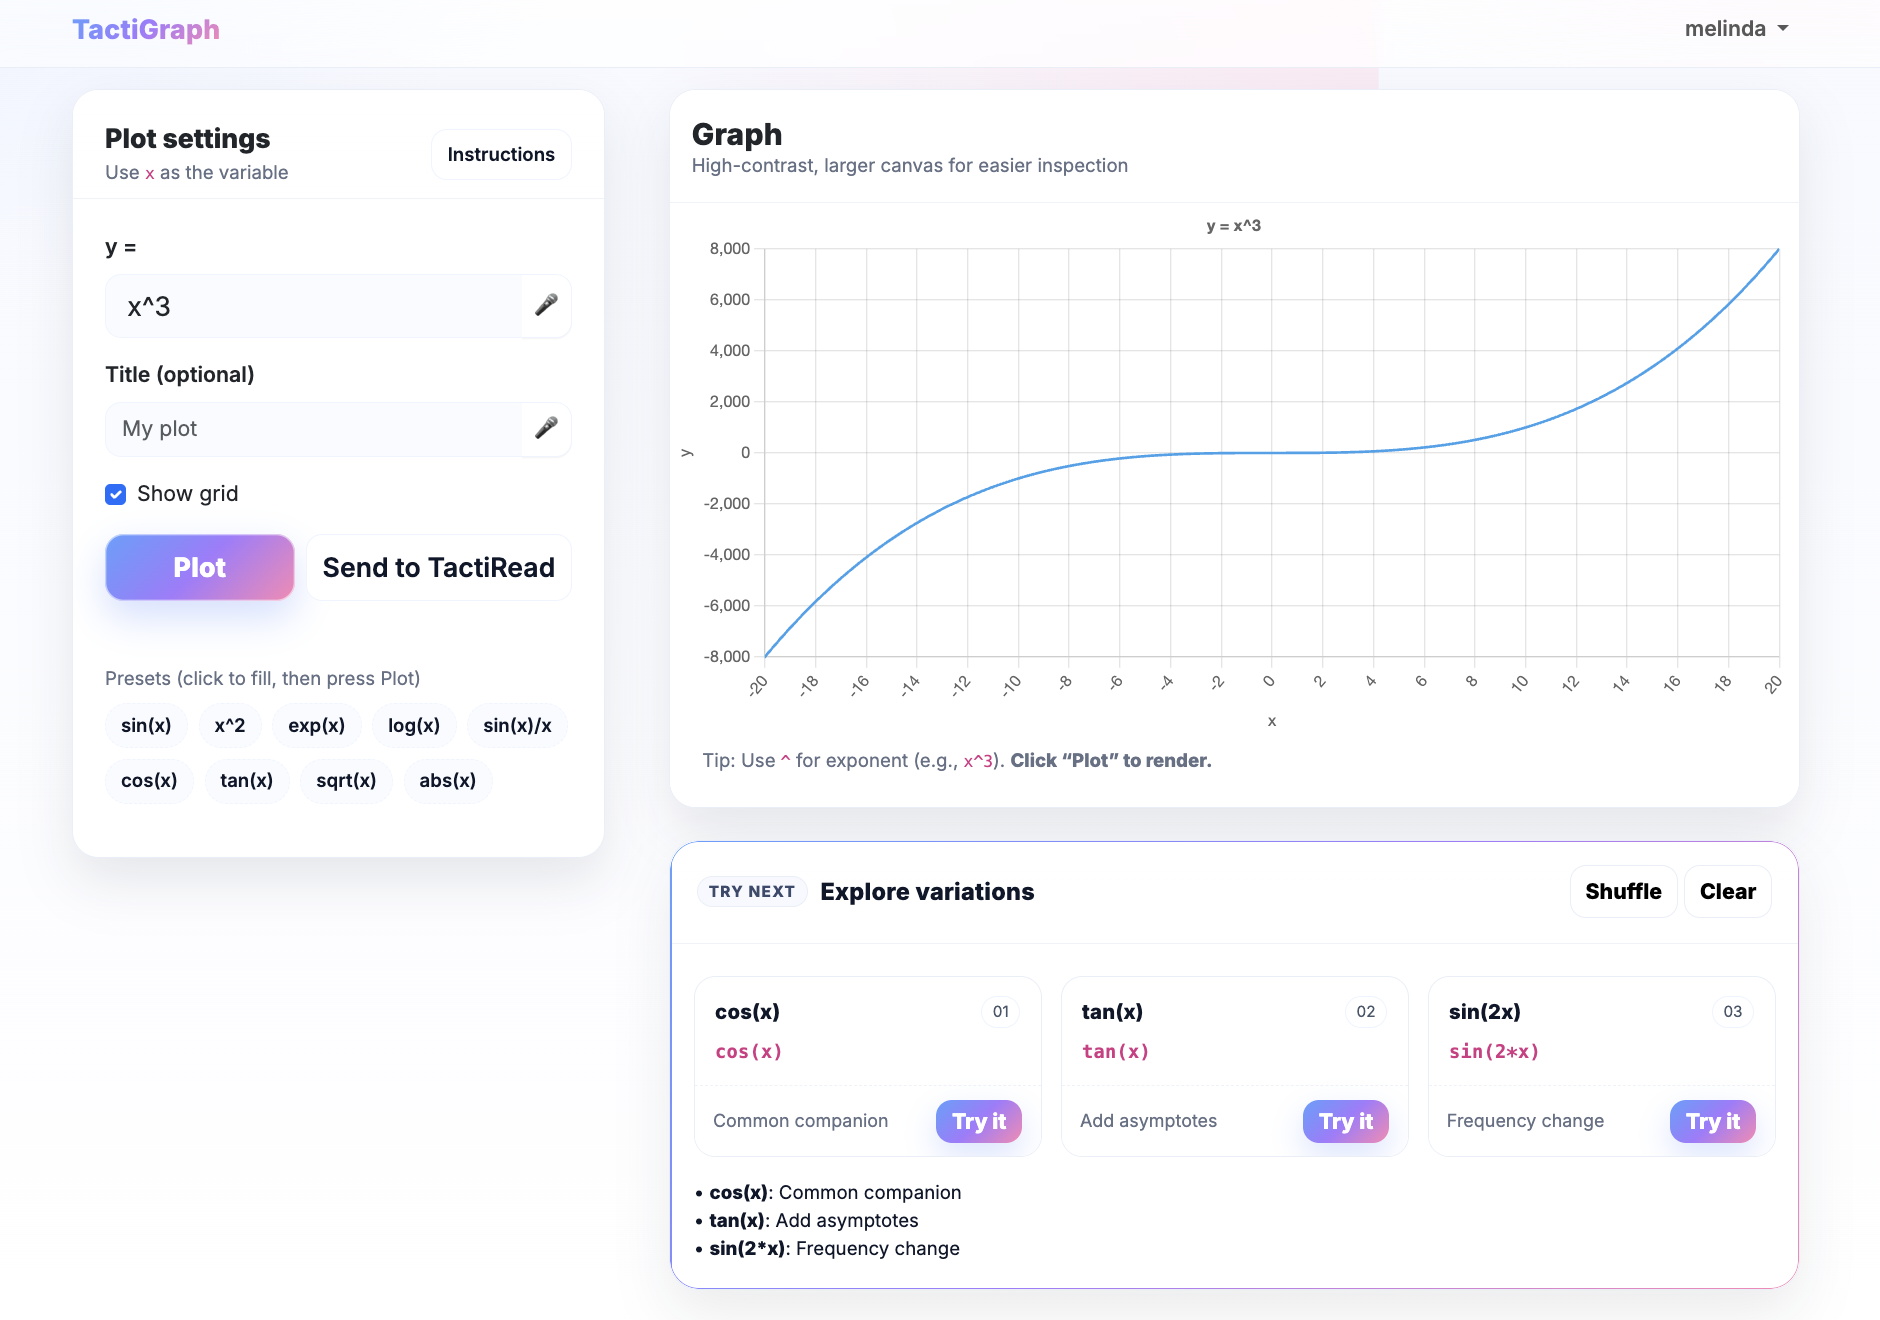 TactiGraph
melinda
Plot settings
Use x as the variable
Instructions
y =
x^3
Title (optional)
My plot
Show grid
Plot
Send to TactiRead
Presets (click to fill, then press Plot)
sin(x) x^2 exp(x) log(x) sin(x)/x
cos(x) tan(x) sqrt(x) abs(x)
Graph
High-contrast, larger canvas for easier inspection
y = x^3
8,000
6,000
4,000
2,000
0
-2,000
-4,000
-6,000
-8,000
y
-20 -18 -16 -14 -12 -10 -8 -6 -4 -2 0 2 4 6 8 10 12 14 16 18 20
x
Tip: Use ^ for exponent (e.g., x^3). Click “Plot” to render.
TRY NEXT Explore variations
Shuffle Clear
cos(x) 01
cos(x)
Common companion Try it
tan(x) 02
tan(x)
Add asymptotes Try it
sin(2x) 03
sin(2*x)
Frequency change Try it
• cos(x): Common companion
• tan(x): Add asymptotes
• sin(2*x): Frequency change